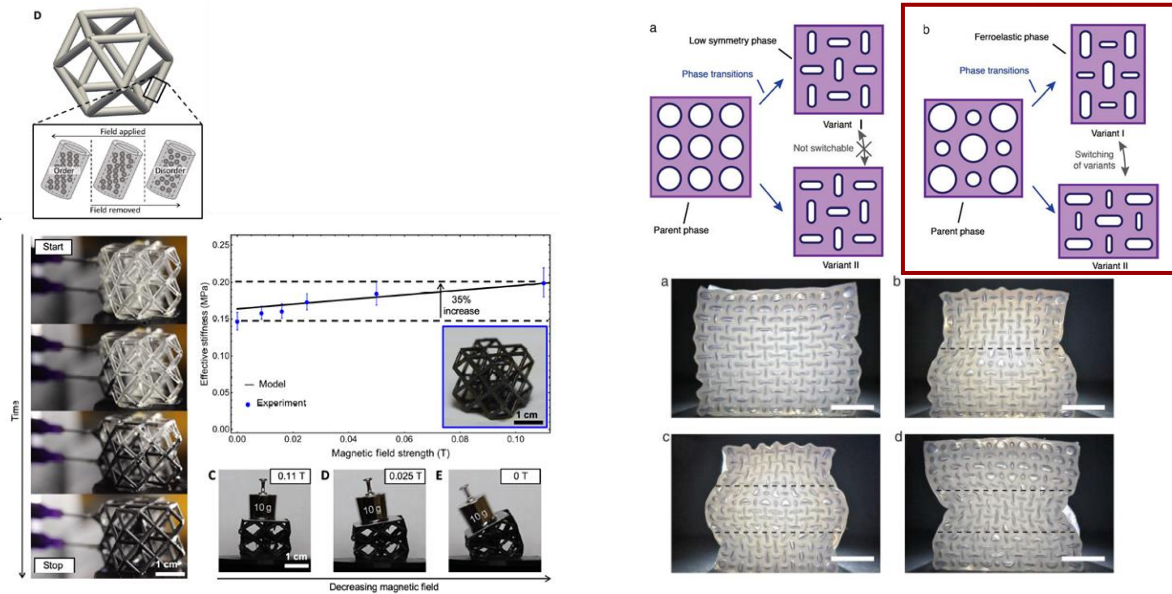 D
Field applied
Order
Disorder
Field removed
Time
Start
Stop
1 cm
Effective stiffness (MPa)
0.25
0.20
0.15
0.10
0.05
0.00
35%
increase
Model
Experiment
1 cm
0.00
0.02
0.04
0.06
0.08
0.10
Magnetic field strength (T)
C
0.11 T
10 g
1 cm
D
0.025 T
10 g
E
0 T
10 g
Decreasing magnetic field
a
Low symmetry phase
Phase transitions
Variant I
Not switchable
Parent phase
Variant II
b
Ferroelastic phase
Phase transitions
Variant I
Switching
of variants
Parent phase
Variant II
a
b
c
d